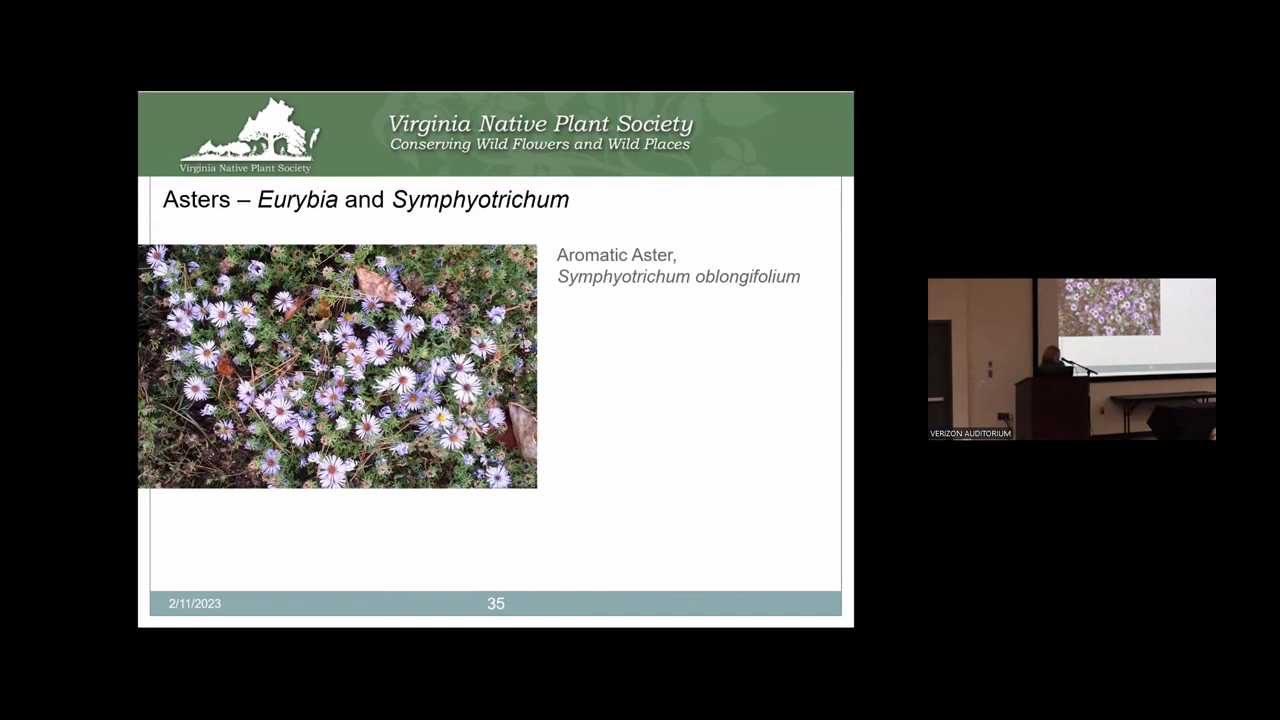 Virginia Native Plant Society
Conserving Wild Flowers and Wild Places
Virginia Native Plant Society
Asters – Eurybia and Symphyotrichum
Aromatic Aster,
Symphyotrichum oblongifolium
VERIZON AUDITORIUM
2/11/2023
35